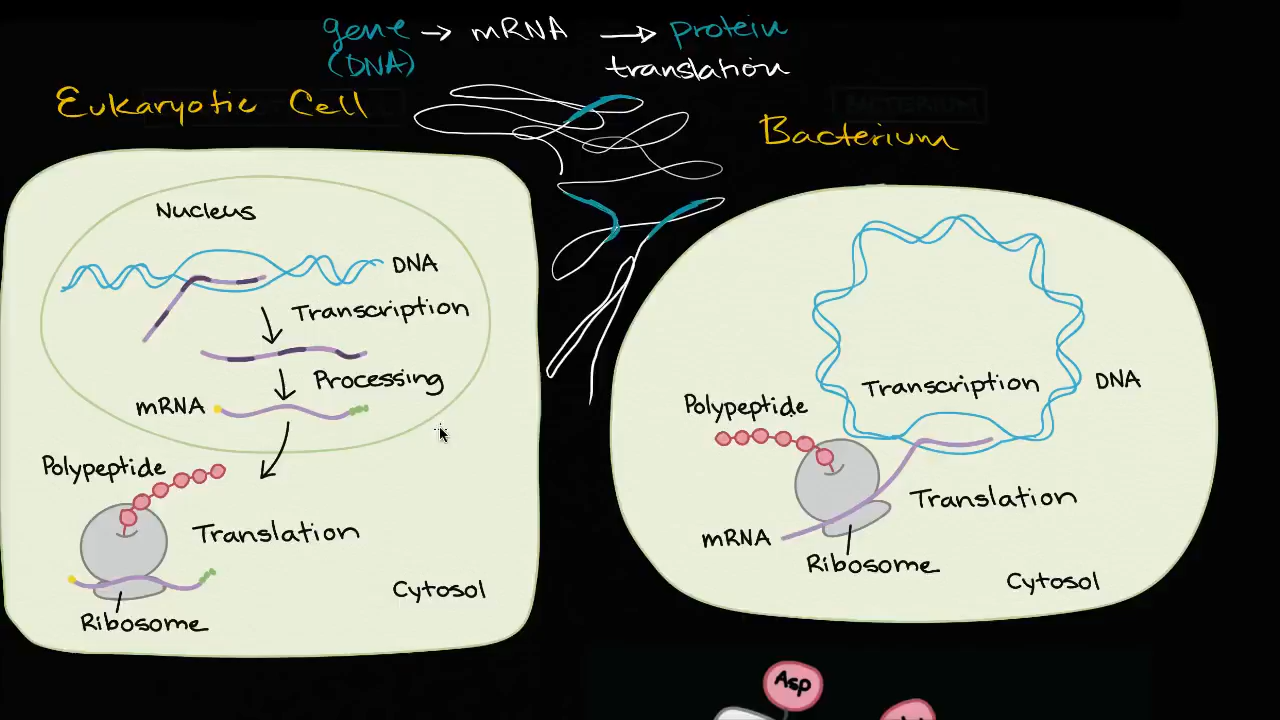 gene → mRNA → protein
(DNA) translation
Eukaryotic Cell
Nucleus
DNA
Transcription
Processing
mRNA
Polypeptide
Translation
Cytosol
Ribosome
Bacterium
BACTERIUM
Transcription
DNA
Polypeptide
Translation
mRNA
Ribosome
Cytosol
Asp